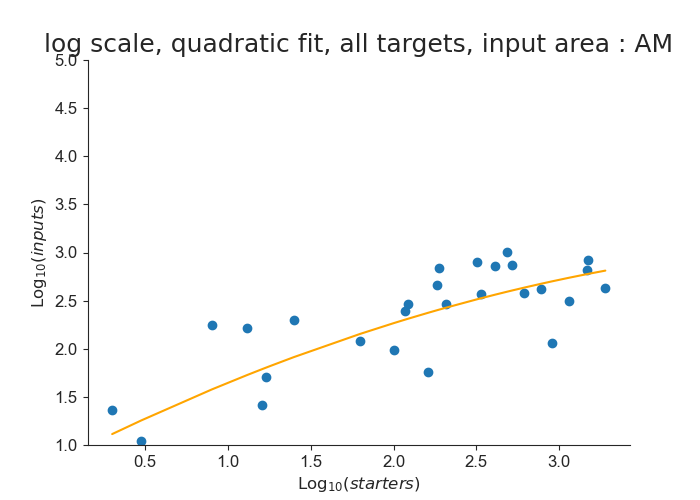 log scale, quadratic fit, all targets, input area : AM
5.0
4.5
4.0
3.5
3.0
2.5
2.0
1.5
1.0
Log₁₀(inputs)
0.5 1.0 1.5 2.0 2.5 3.0
Log₁₀(starters)